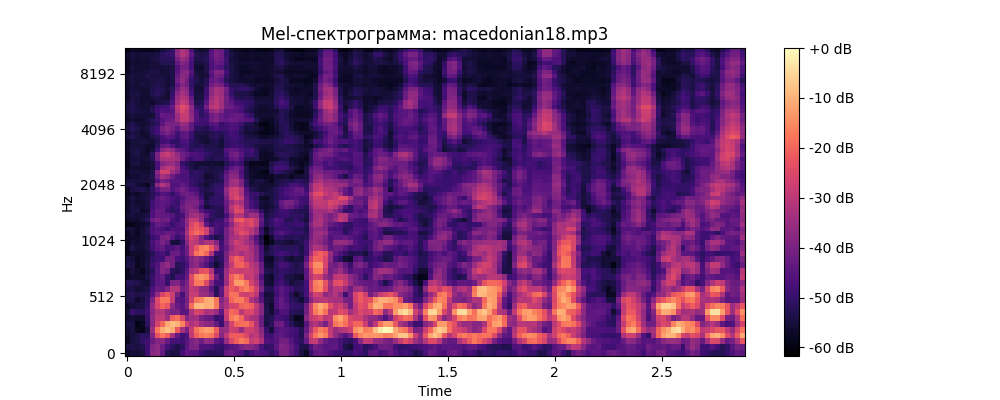 Mel-спектрограмма: macedonian18.mp3
8192
4096
2048
1024
512
0
Hz
0
0.5
1
1.5
2
2.5
Time
+0 dB
-10 dB
-20 dB
-30 dB
-40 dB
-50 dB
-60 dB